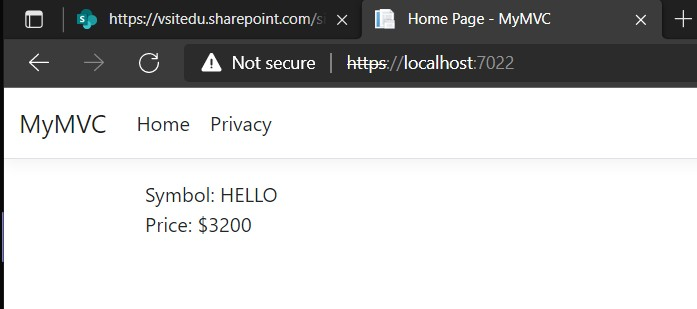 https://vsitedu.sharepoint.com/s
Home Page - MyMVC
Not secure
https://localhost:7022
MyMVC
Home
Privacy
Symbol: HELLO
Price: $3200